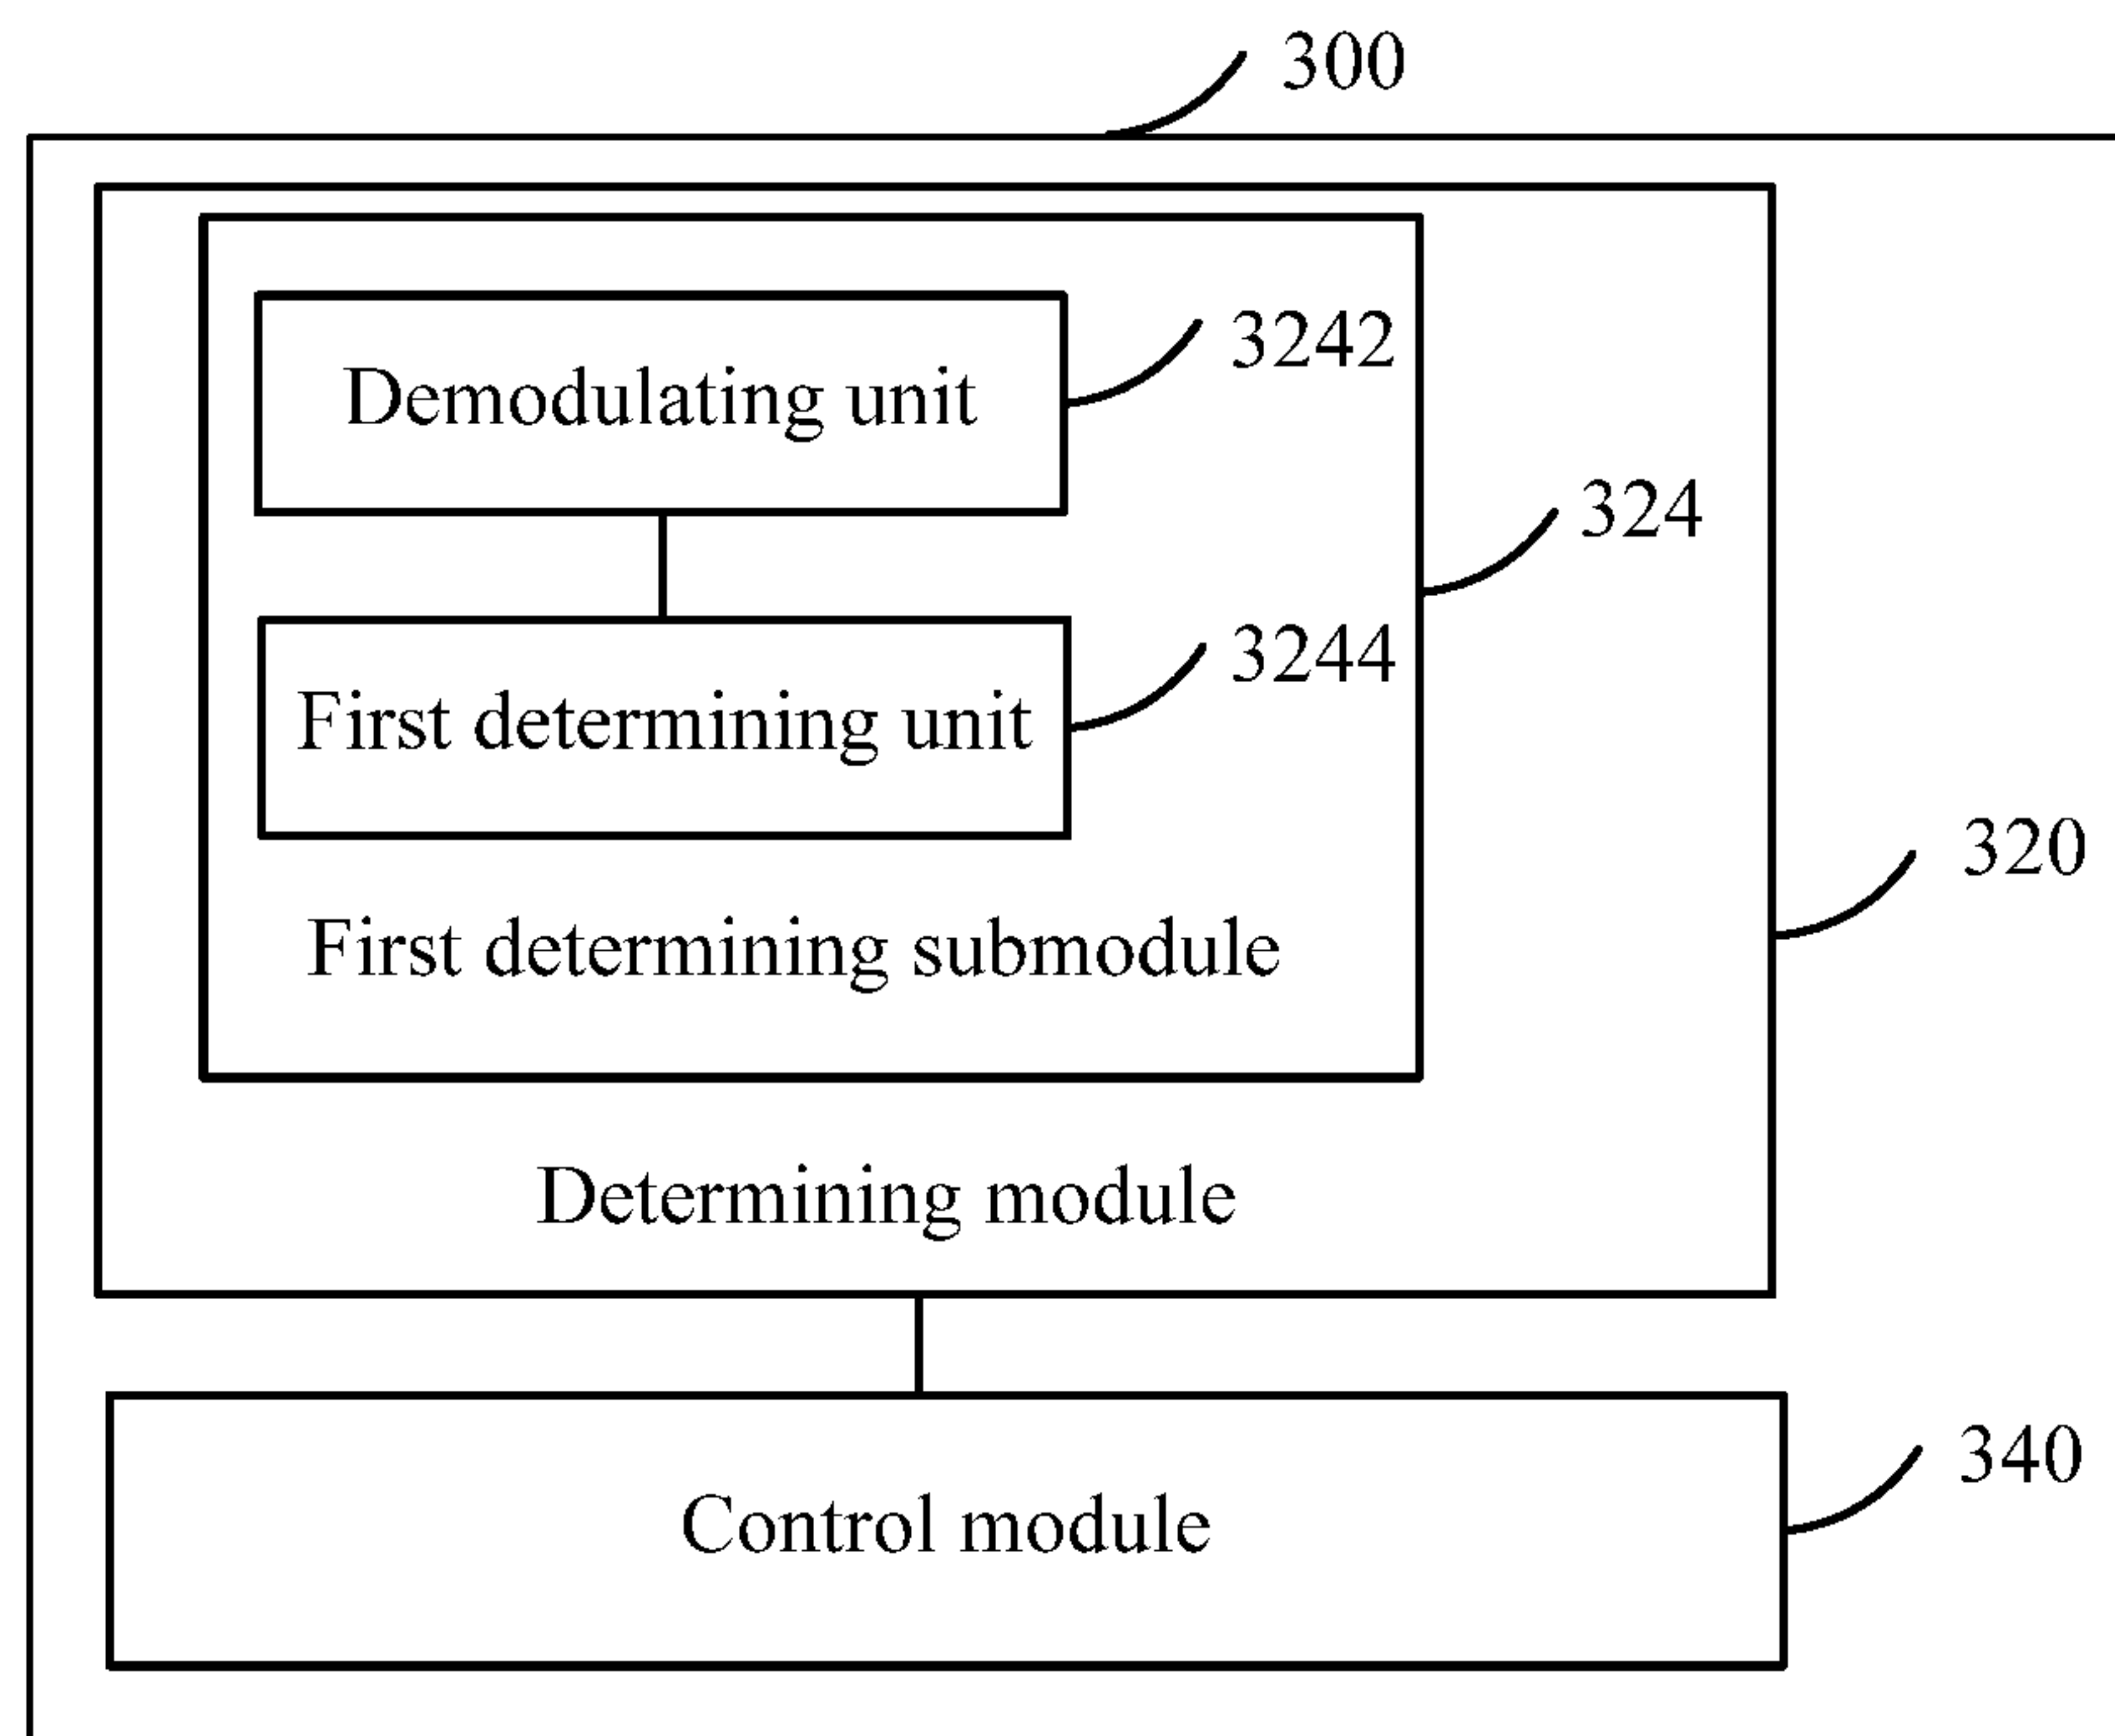 300
Demodulating unit
3242
324
First determining unit
3244
320
First determining submodule
Determining module
Control module
340